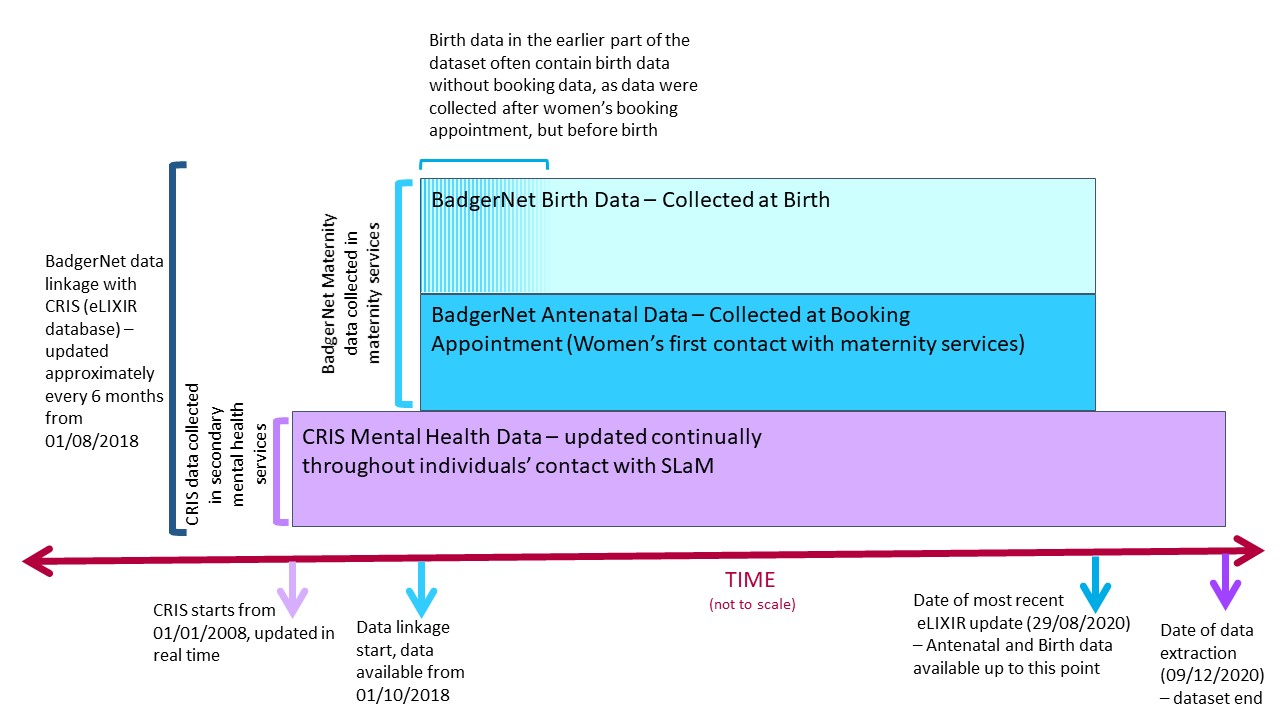 Birth data in the earlier part of the
dataset often contain birth data
without booking data, as data were
collected after women's booking
appointment, but before birth
BadgerNet Birth Data – Collected at Birth
BadgerNet Maternity
data collected in
maternity services
BadgerNet Antenatal Data – Collected at Booking
Appointment (Women's first contact with maternity services)
BadgerNet data
linkage with
CRIS (eLIXIR
database) –
updated
approximately
every 6 months
from
01/08/2018
CRIS data collected
in secondary
mental health
services
CRIS Mental Health Data – updated continually
throughout individuals' contact with SLaM
TIME
(not to scale)
CRIS starts from
01/01/2008, updated in
real time
Data linkage
start, data
available from
01/10/2018
Date of most recent
eLIXIR update (29/08/2020)
– Antenatal and Birth data
available up to this point
Date of data
extraction
(09/12/2020)
– dataset end